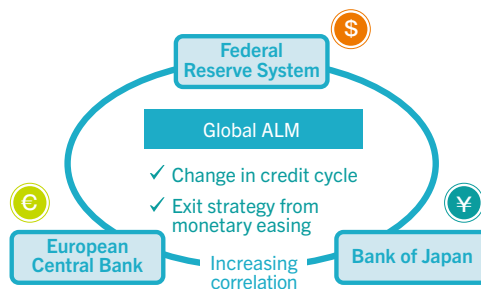 $
Federal
Reserve System
Global ALM
✓ Change in credit cycle
✓ Exit strategy from
monetary easing
€
¥
European
Central Bank
Bank of Japan
Increasing
correlation